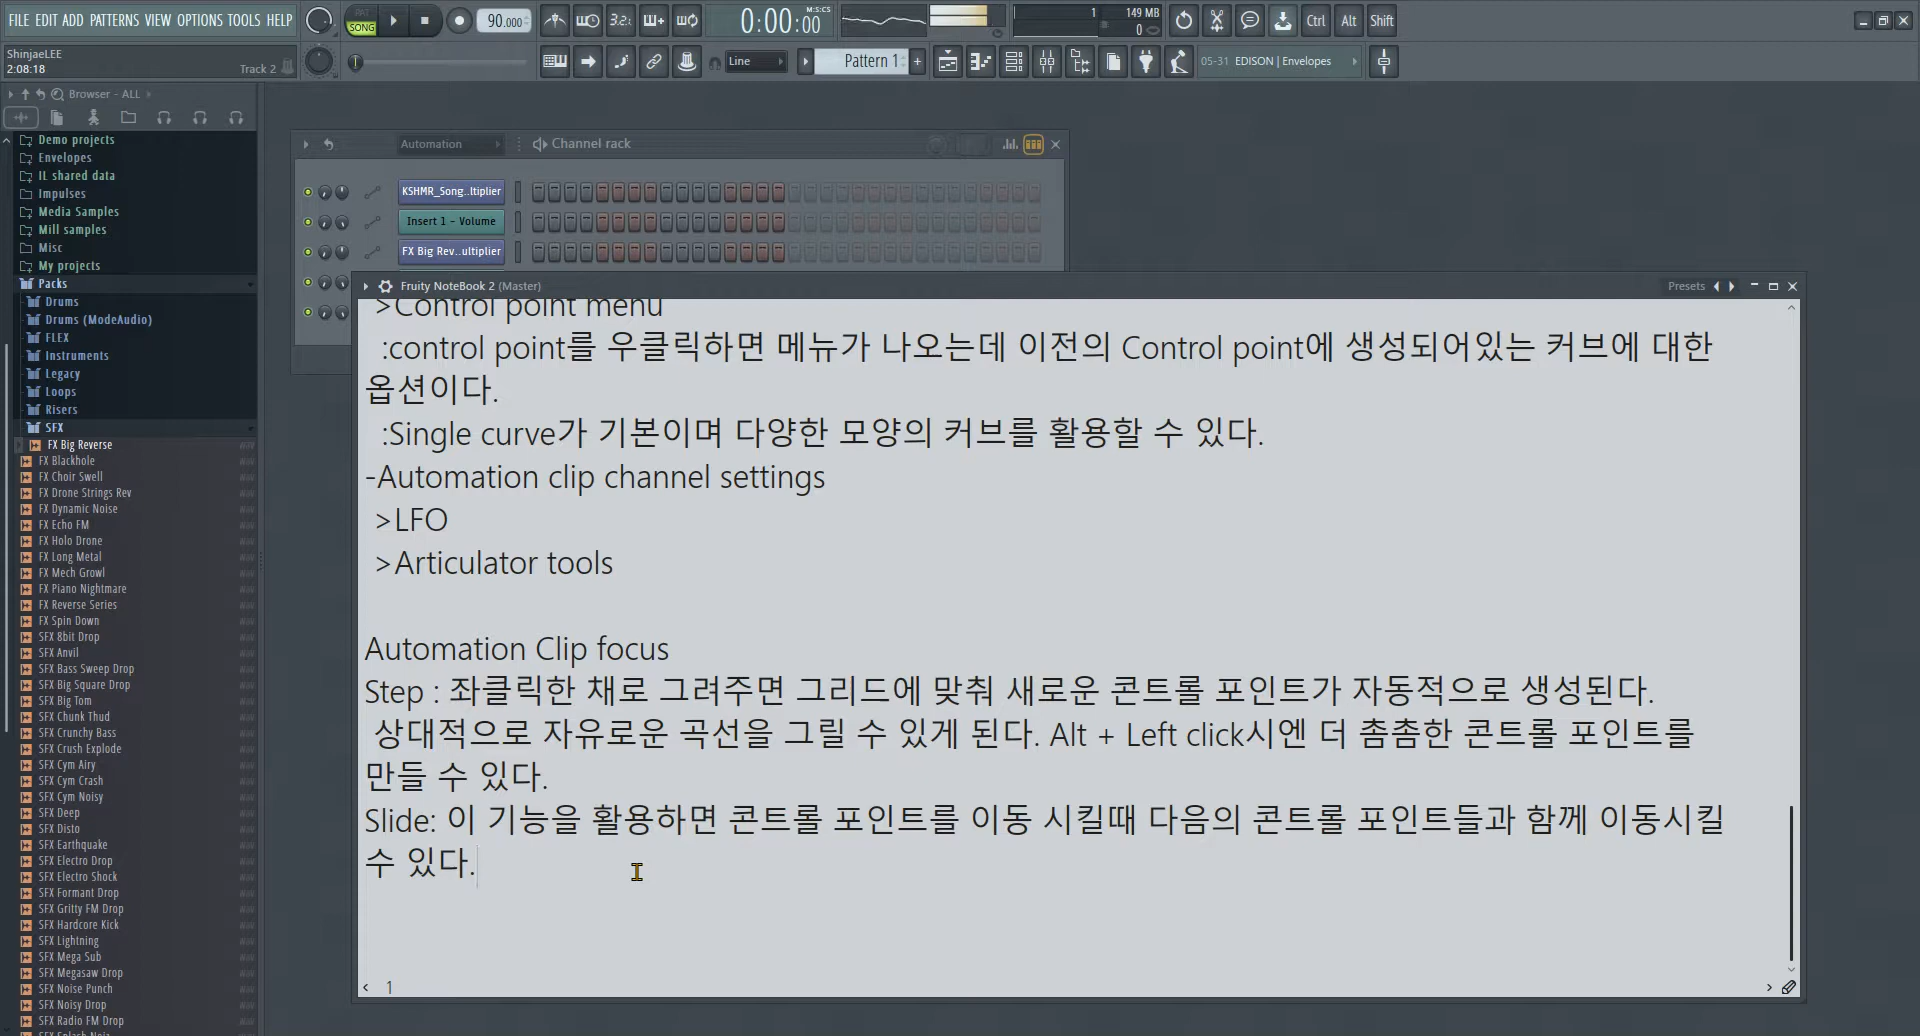 FILE EDIT ADD PATTERNS VIEW OPTIONS TOOLS HELP
PAT
SONG
90.000
3.2..
M:S:CS
0:00:00
1
149 MB
0
Ctrl
Alt
Shift
ShinjaeLEE
2:08:18
Track 2
Line
Pattern 1
+
05-31 EDISON | Envelopes
Browser - ALL
Demo projects
Envelopes
IL shared data
Impulses
Media Samples
Mill samples
Misc
My projects
Packs
Drums
Drums (ModeAudio)
FLEX
Instruments
Legacy
Loops
Risers
SFX
FX Big Reverse
FX Blackhole
FX Choir Swell
FX Drone Strings Rev
FX Dynamic Noise
FX Echo FM
FX Holo Drone
FX Long Metal
FX Mech Growl
FX Piano Nightmare
FX Reverse Series
FX Spin Down
SFX 8bit Drop
SFX Anvil
SFX Bass Sweep Drop
SFX Big Square Drop
SFX Big Tom
SFX Chunk Thud
SFX Crunchy Bass
SFX Crush Explode
SFX Cym Airy
SFX Cym Crash
SFX Cym Noisy
SFX Deep
SFX Disto
SFX Earthquake
SFX Electro Drop
SFX Electro Shock
SFX Formant Drop
SFX Gritty FM Drop
SFX Hardcore Kick
SFX Lightning
SFX Mega Sub
SFX Megasaw Drop
SFX Noise Punch
SFX Noisy Drop
SFX Radio FM Drop
Automation
Channel rack
KSHMR_Song..ltiplier
Insert 1 - Volume
FX Big Rev..ultiplier
Fruity NoteBook 2 (Master)
Presets
>Control point menu
:control point를 우클릭하면 메뉴가 나오는데 이전의 Control point에 생성되어있는 커브에 대한
옵션이다.
:Single curve가 기본이며 다양한 모양의 커브를 활용할 수 있다.
-Automation clip channel settings
>LFO
>Articulator tools
Automation Clip focus
Step : 좌클릭한 채로 그려주면 그리드에 맞춰 새로운 콘트롤 포인트가 자동적으로 생성된다.
상대적으로 자유로운 곡선을 그릴 수 있게 된다. Alt + Left click시엔 더 촘촘한 콘트롤 포인트를
만들 수 있다.
Slide: 이 기능을 활용하면 콘트롤 포인트를 이동 시킬때 다음의 콘트롤 포인트들과 함께 이동시킬
수 있다.
1